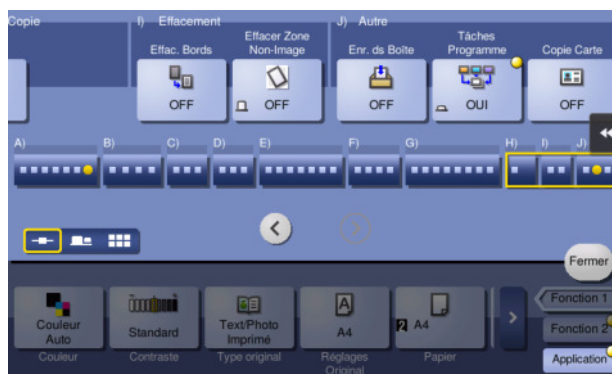 Copie
I) Effacement
J) Autre
Effac. Bords
Effacer Zone
Non-Image
Enr. ds Boîte
Tâches
Programme
Copie Carte
OFF
OFF
OFF
OUI
OFF
A)
B)
C)
D)
E)
F)
G)
H)
I)
J)
Fermer
Couleur
Auto
Standard
Text/Photo
Imprimé
A
A4
2 A4
Couleur
Contraste
Type original
Réglages
Original
Papier
Fonction 1
Fonction 2
Application